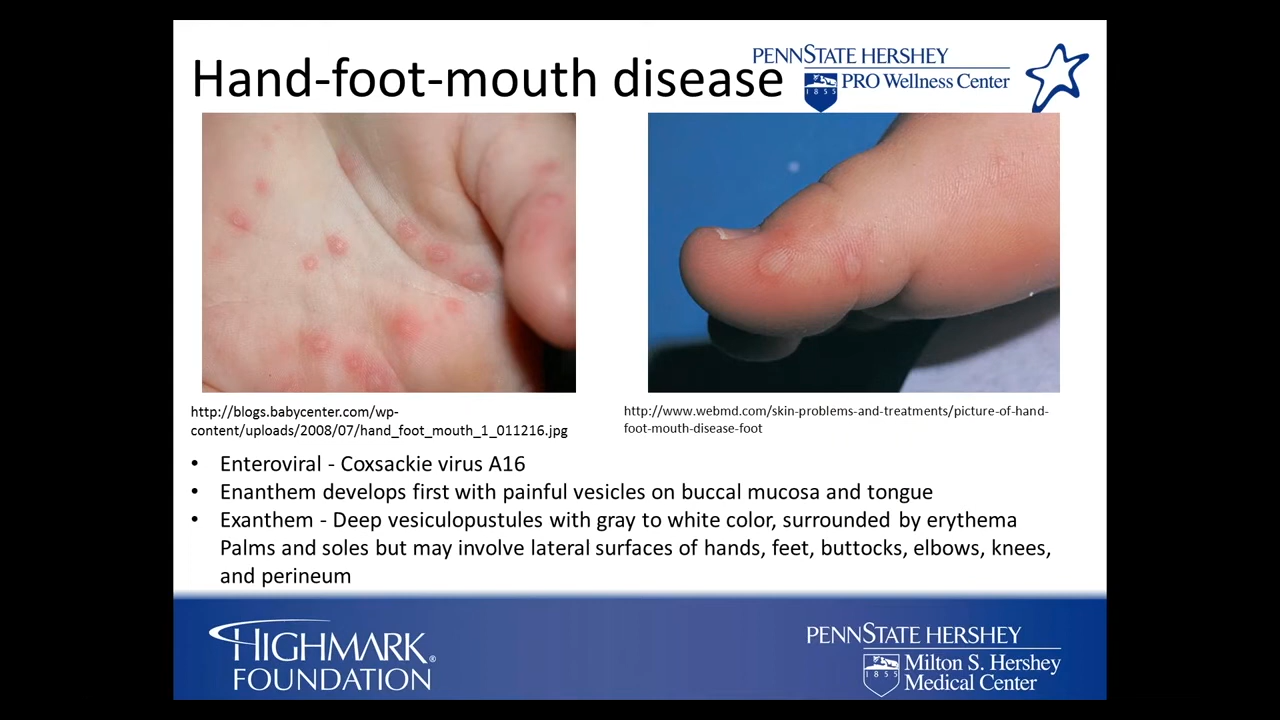 Hand-foot-mouth disease
PENNSTATE HERSHEY
1855
PRO Wellness Center
http://blogs.babycenter.com/wp-
content/uploads/2008/07/hand_foot_mouth_1_011216.jpg
http://www.webmd.com/skin-problems-and-treatments/picture-of-hand-
foot-mouth-disease-foot
• Enteroviral - Coxsackie virus A16
• Enanthem develops first with painful vesicles on buccal mucosa and tongue
• Exanthem - Deep vesiculopustules with gray to white color, surrounded by erythema
Palms and soles but may involve lateral surfaces of hands, feet, buttocks, elbows, knees,
and perineum
HIGHMARK®
FOUNDATION
PENNSTATE HERSHEY
1855
Milton S. Hershey
Medical Center